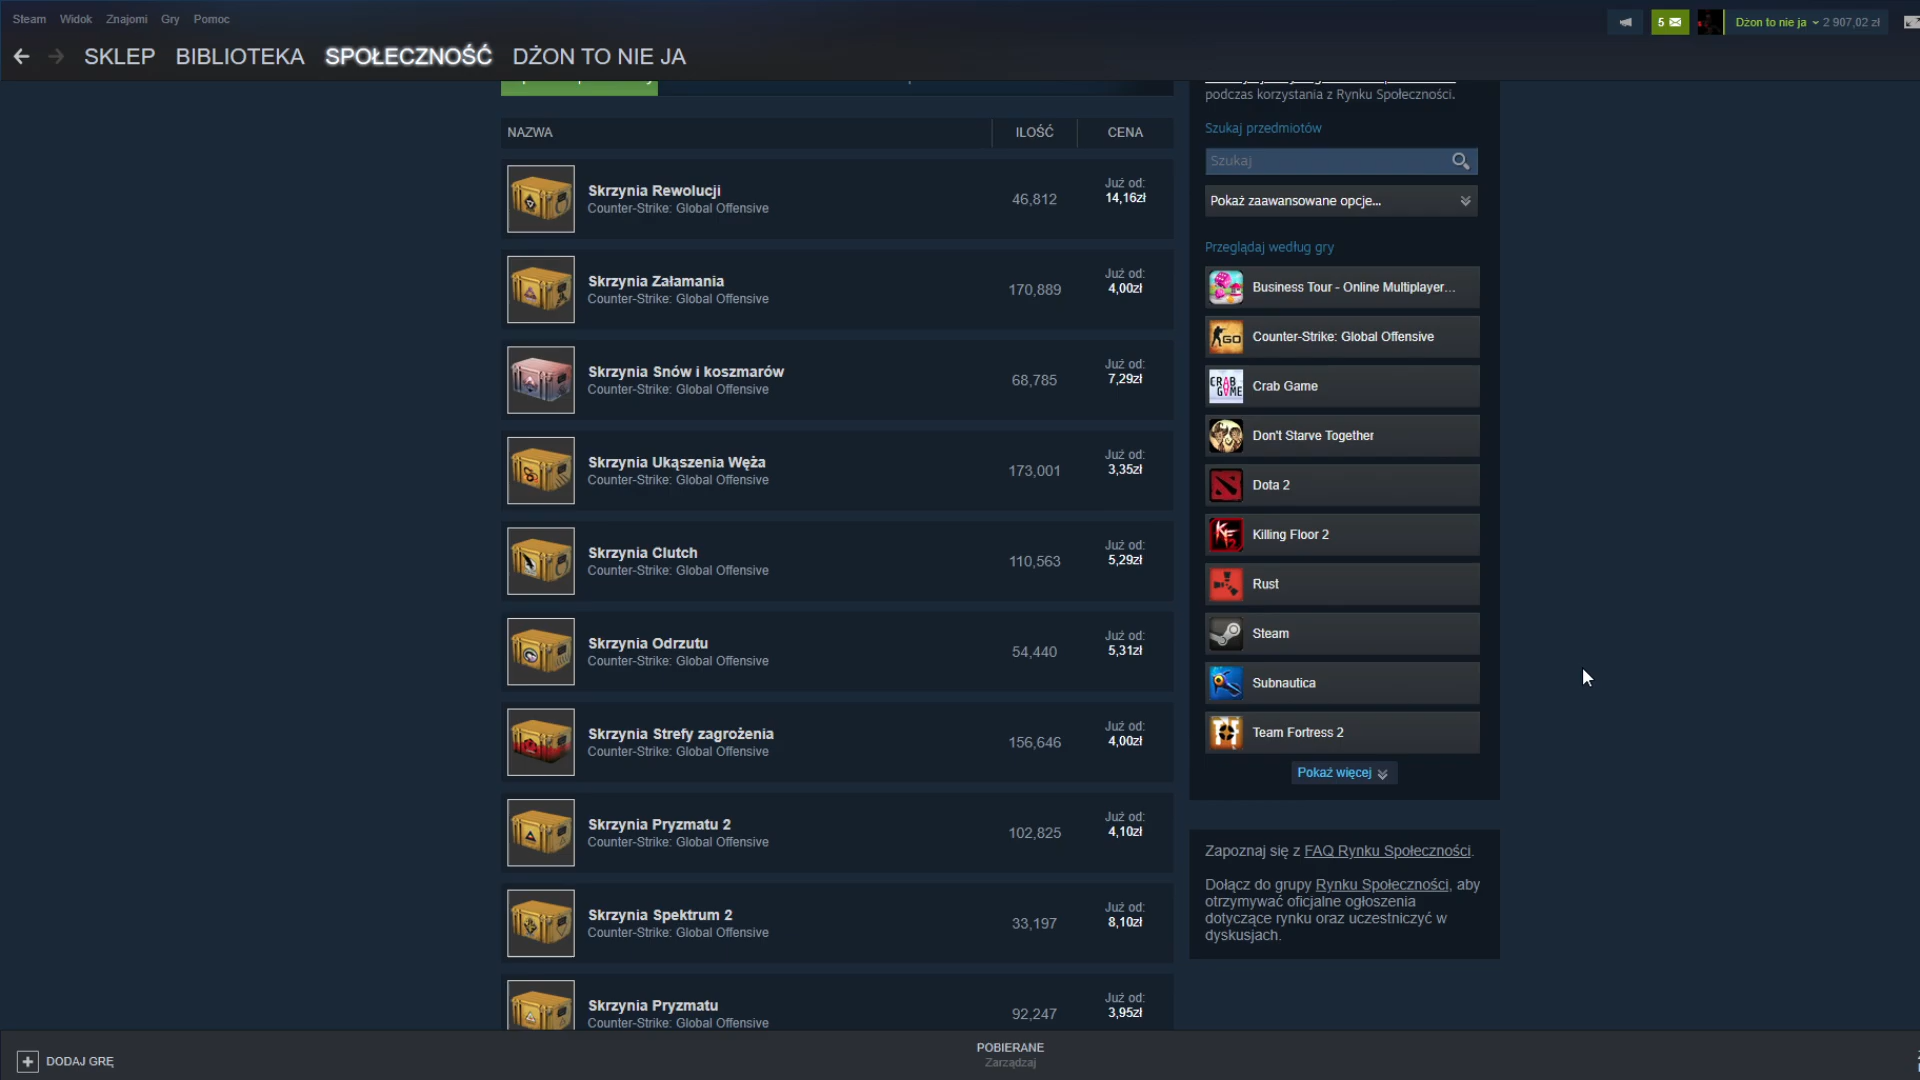 Steam Widok Znajomi Gry Pomoc
5 Dżon to nie ja 2 907,02 zł
SKLEP BIBLIOTEKA SPOŁECZNOŚĆ DŻON TO NIE JA
podczas korzystania z Rynku Społeczności.
NAZWA ILOŚĆ CENA
Skrzynia Rewolucji
Counter-Strike: Global Offensive
46,812
Już od:
14,16zł
Skrzynia Załamania
Counter-Strike: Global Offensive
170,889
Już od:
4,00zł
Skrzynia Snów i koszmarów
Counter-Strike: Global Offensive
68,785
Już od:
7,29zł
Skrzynia Ukąszenia Węża
Counter-Strike: Global Offensive
173,001
Już od:
3,35zł
Skrzynia Clutch
Counter-Strike: Global Offensive
110,563
Już od:
5,29zł
Skrzynia Odrzutu
Counter-Strike: Global Offensive
54,440
Już od:
5,31zł
Skrzynia Strefy zagrożenia
Counter-Strike: Global Offensive
156,646
Już od:
4,00zł
Skrzynia Pryzmatu 2
Counter-Strike: Global Offensive
102,825
Już od:
4,10zł
Skrzynia Spektrum 2
Counter-Strike: Global Offensive
33,197
Już od:
8,10zł
Skrzynia Pryzmatu
Counter-Strike: Global Offensive
92,247
Już od:
3,95zł
Szukaj przedmiotów
Szukaj
Pokaż zaawansowane opcje...
Przeglądaj według gry
Business Tour - Online Multiplayer...
GO Counter-Strike: Global Offensive
CRAB
GAME
Crab Game
Don't Starve Together
Dota 2
KF2 Killing Floor 2
Rust
Steam
Subnautica
Team Fortress 2
Pokaż więcej
Zapoznaj się z FAQ Rynku Społeczności.
Dołącz do grupy Rynku Społeczności, aby
otrzymywać oficjalne ogłoszenia
dotyczące rynku oraz uczestniczyć w
dyskusjach.
DODAJ GRĘ
POBIERANE
Zarządzaj